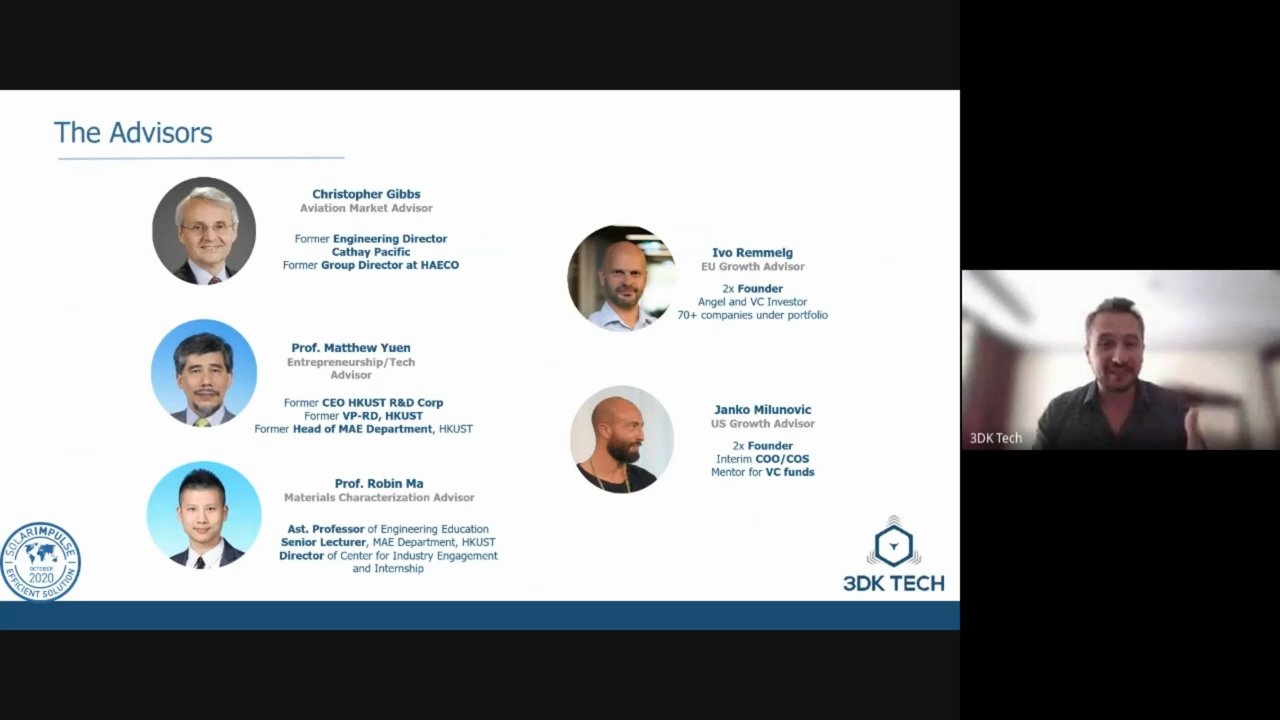 The Advisors
Christopher Gibbs
Aviation Market Advisor
Former Engineering Director
Cathay Pacific
Former Group Director at HAECO
Prof. Matthew Yuen
Entrepreneurship/Tech
Advisor
Former CEO HKUST R&D Corp
Former VP-RD, HKUST
Former Head of MAE Department, HKUST
Prof. Robin Ma
Materials Characterization Advisor
Ast. Professor of Engineering Education
Senior Lecturer, MAE Department, HKUST
Director of Center for Industry Engagement
and Internship
Ivo Remmelg
EU Growth Advisor
2x Founder
Angel and VC Investor
70+ companies under portfolio
Janko Milunovic
US Growth Advisor
2x Founder
Interim COO/COS
Mentor for VC funds
SOLARIMPULSE
OCTOBER
2020
EFFICIENT SOLUTION
3DK TECH
3DK Tech